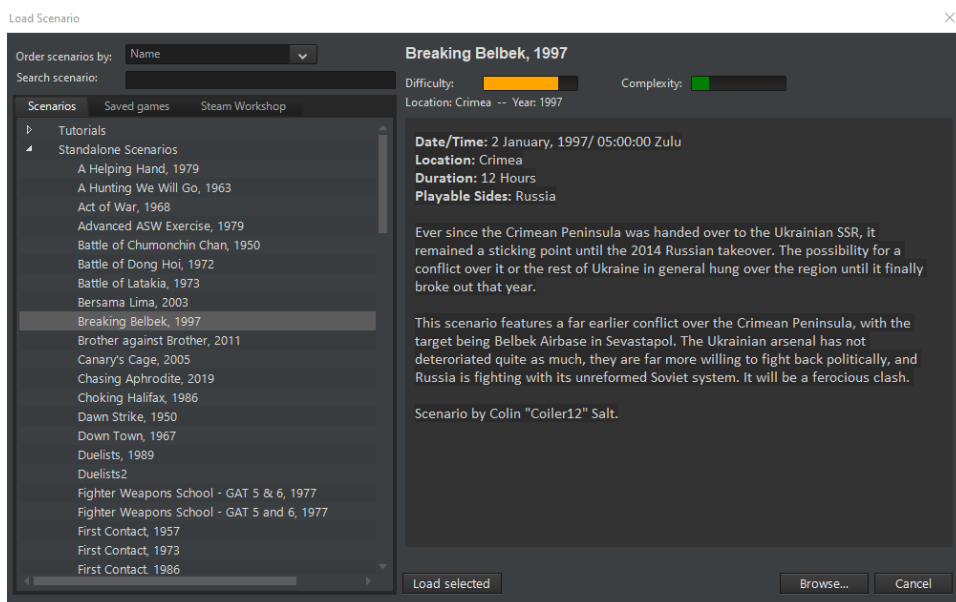 Load Scenario
Order scenarios by:
Name
Search scenario:
Scenarios
Saved games
Steam Workshop
Tutorials
Standalone Scenarios
A Helping Hand, 1979
A Hunting We Will Go, 1963
Act of War, 1968
Advanced ASW Exercise, 1979
Battle of Chumonchin Chan, 1950
Battle of Dong Hoi, 1972
Battle of Latakia, 1973
Bersama Lima, 2003
Breaking Belbek, 1997
Brother against Brother, 2011
Canary's Cage, 2005
Chasing Aphrodite, 2019
Choking Halifax, 1986
Dawn Strike, 1950
Down Town, 1967
Duelists, 1989
Duelists2
Fighter Weapons School - GAT 5 & 6, 1977
Fighter Weapons School - GAT 5 and 6, 1977
First Contact, 1957
First Contact, 1973
First Contact, 1986
Breaking Belbek, 1997
Difficulty:
Complexity:
Location: Crimea -- Year: 1997
Date/Time: 2 January, 1997/ 05:00:00 Zulu
Location: Crimea
Duration: 12 Hours
Playable Sides: Russia
Ever since the Crimean Peninsula was handed over to the Ukrainian SSR, it
remained a sticking point until the 2014 Russian takeover. The possibility for a
conflict over it or the rest of Ukraine in general hung over the region until it finally
broke out that year.
This scenario features a far earlier conflict over the Crimean Peninsula, with the
target being Belbek Airbase in Sevastapol. The Ukrainian arsenal has not
deteroriated quite as much, they are far more willing to fight back politically, and
Russia is fighting with its unreformed Soviet system. It will be a ferocious clash.
Scenario by Colin "Coiler12" Salt.
Load selected
Browse...
Cancel